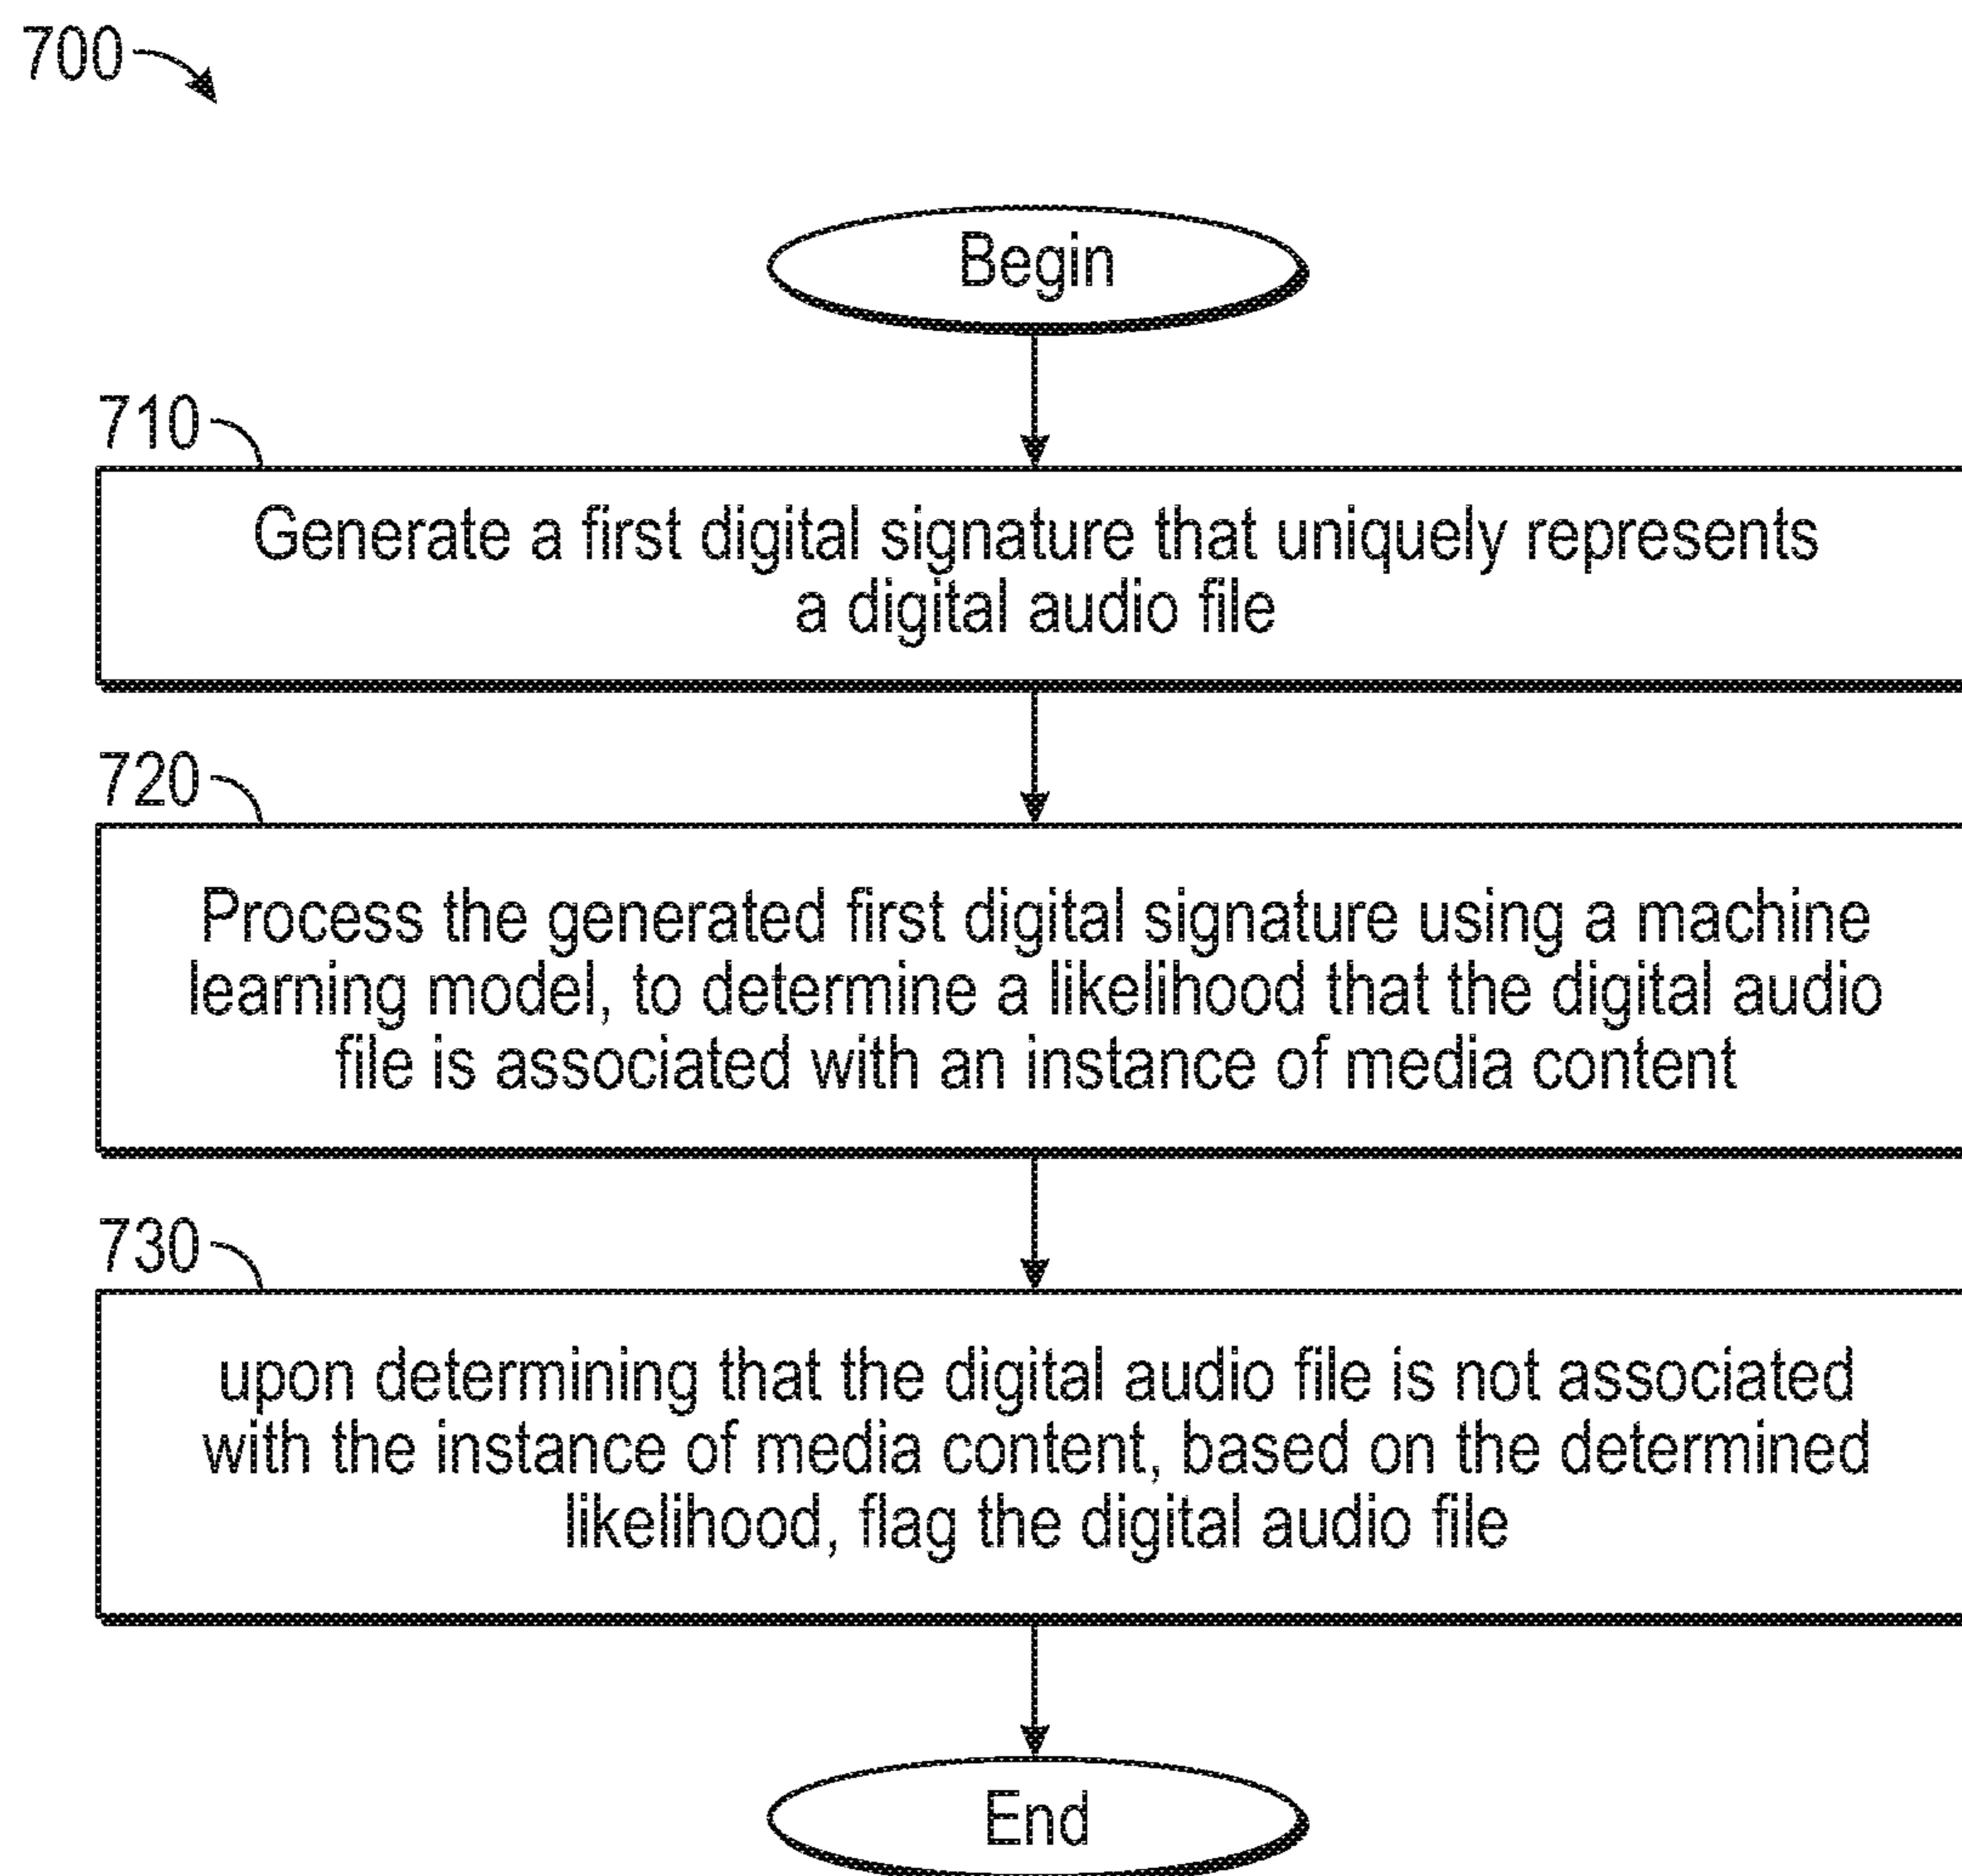 700
Begin
710
Generate a first digital signature that uniquely represents
a digital audio file
720
Process the generated first digital signature using a machine
learning model, to determine a likelihood that the digital audio
file is associated with an instance of media content
730
upon determining that the digital audio file is not associated
with the instance of media content, based on the determined
likelihood, flag the digital audio file
End